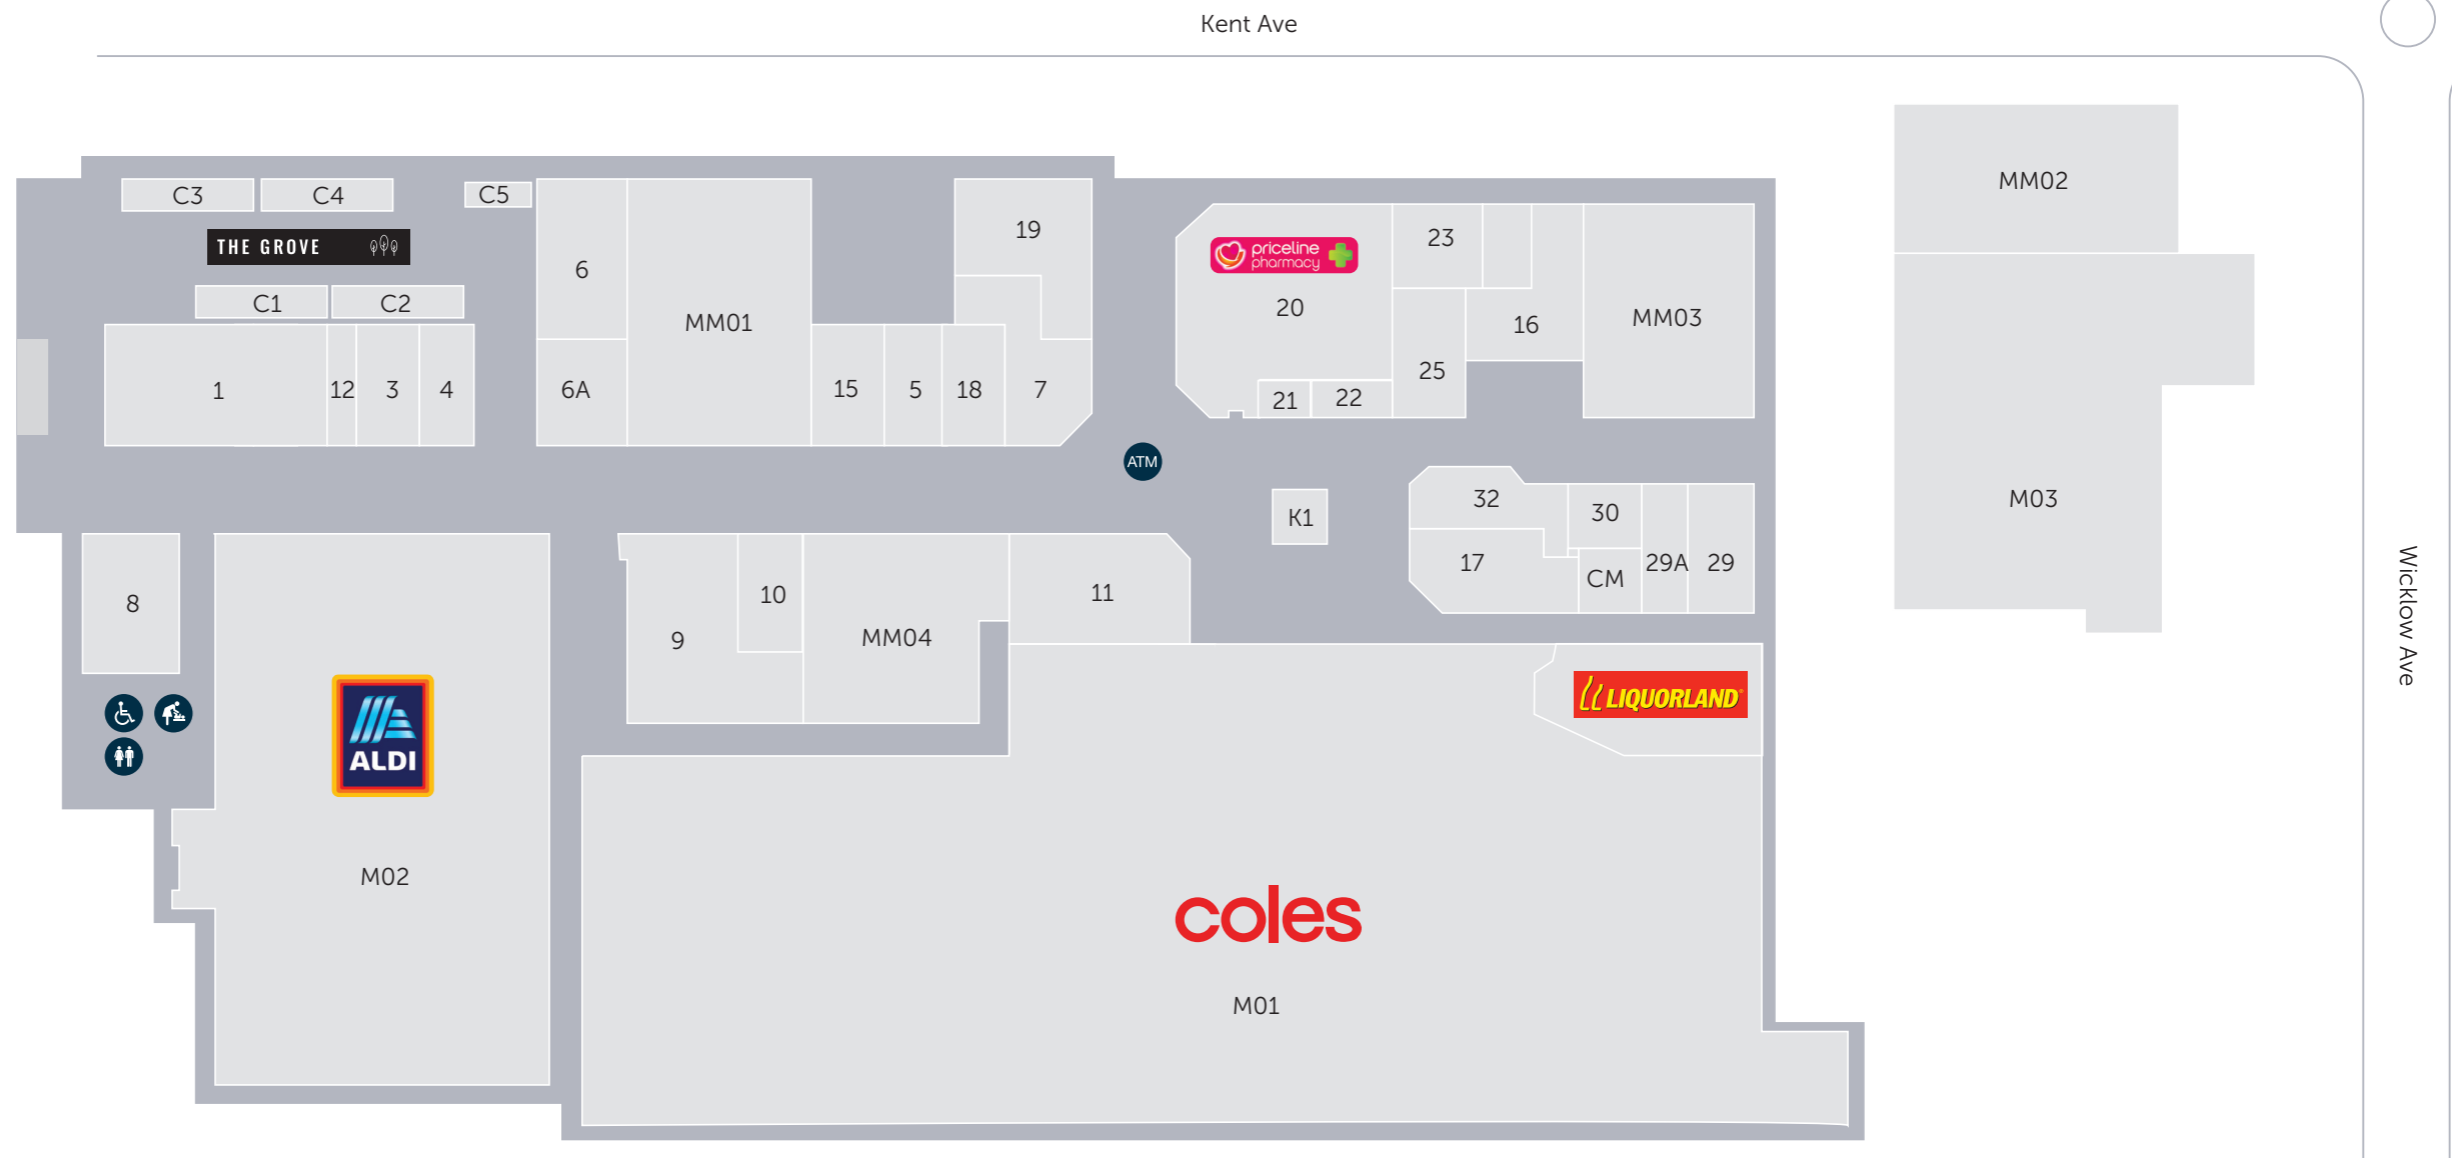 Kent Ave
C3
C4
C5
THE GROVE
C1
C2
1
12
3
4
6
6A
MM01
15
5
18
7
19
priceline
pharmacy
20
21
22
23
25
16
MM03
MM02
M03
ATM
K1
32
30
17
CM
29A
29
8
9
10
MM04
11
LIQUORLAND
ALDI
M02
coles
M01
Wicklow Ave